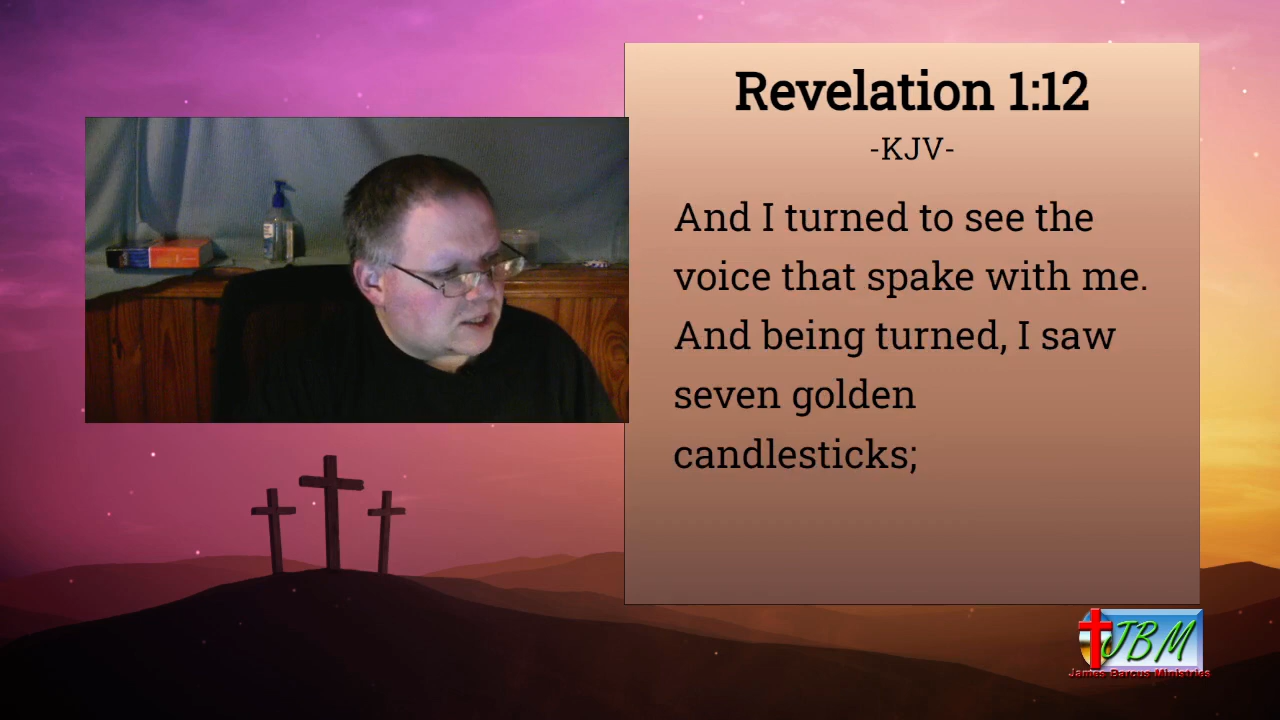 Revelation 1:12
-KJV-
And I turned to see the
voice that spake with me.
And being turned, I saw
seven golden
candlesticks;
JBM
James Barcus Ministries